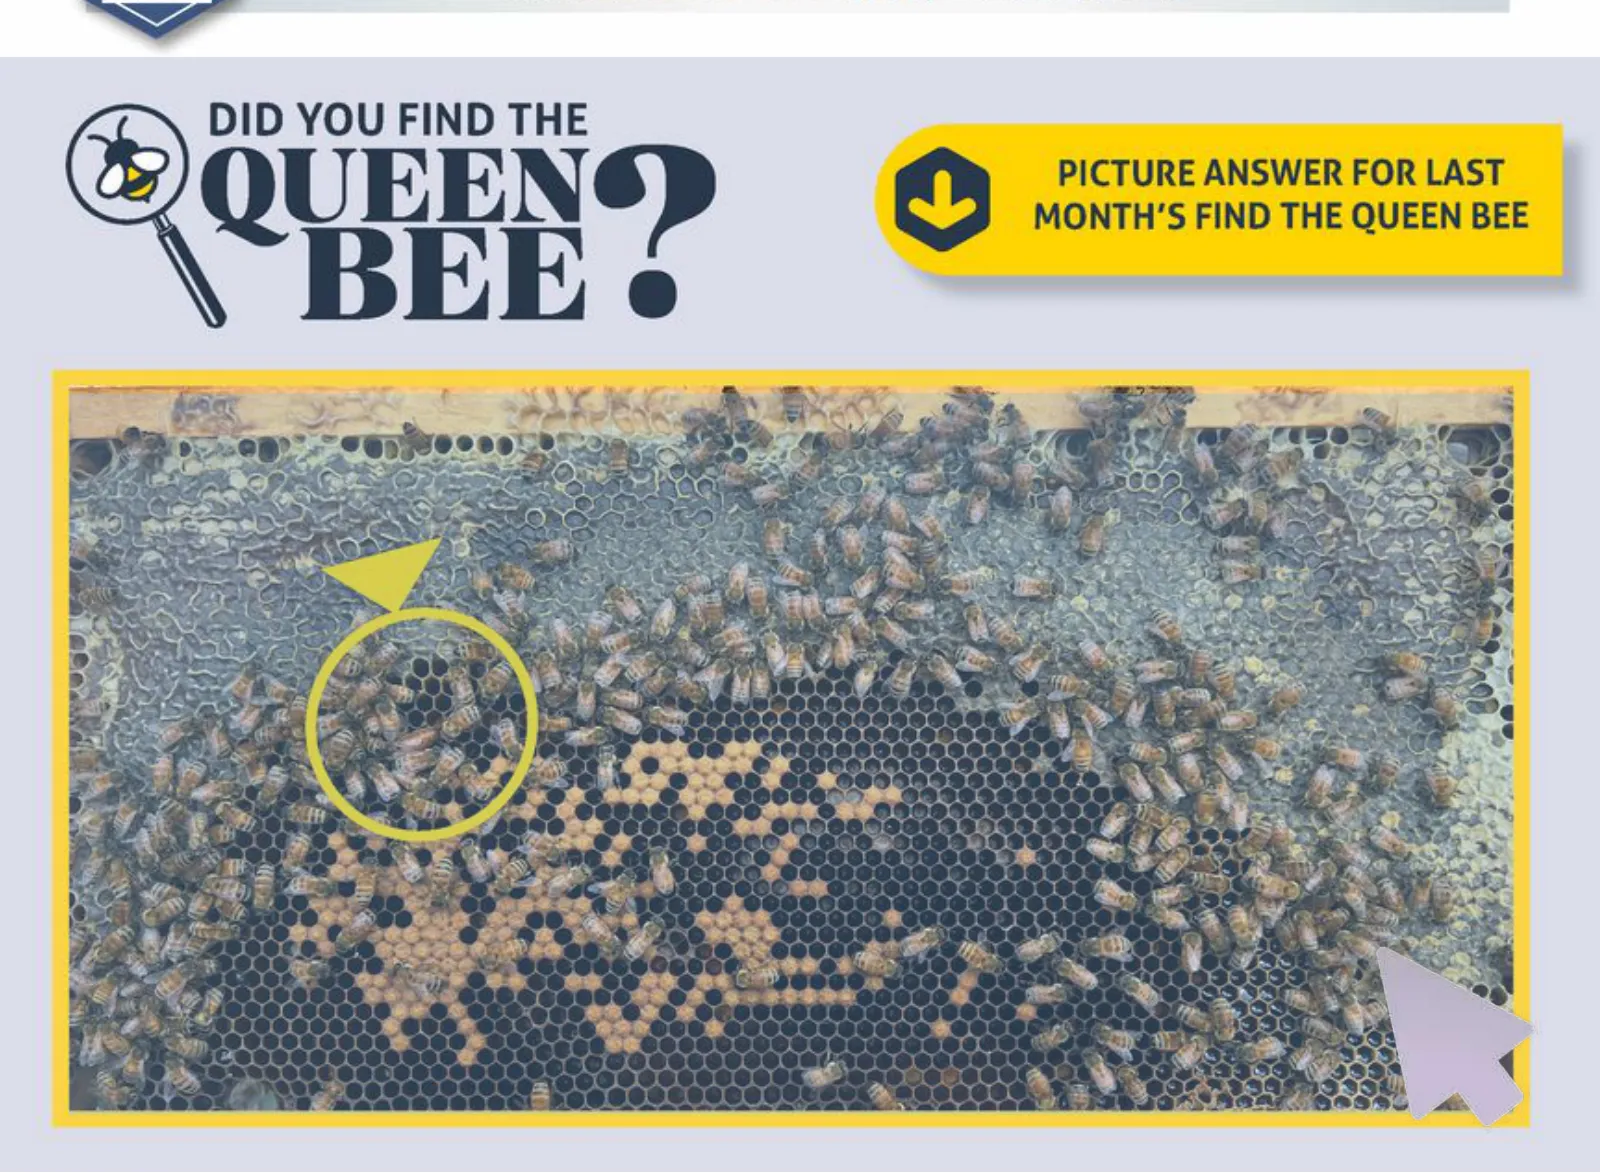 DID YOU FIND THE
QUEEN
BEE?
PICTURE ANSWER FOR LAST
MONTH'S FIND THE QUEEN BEE